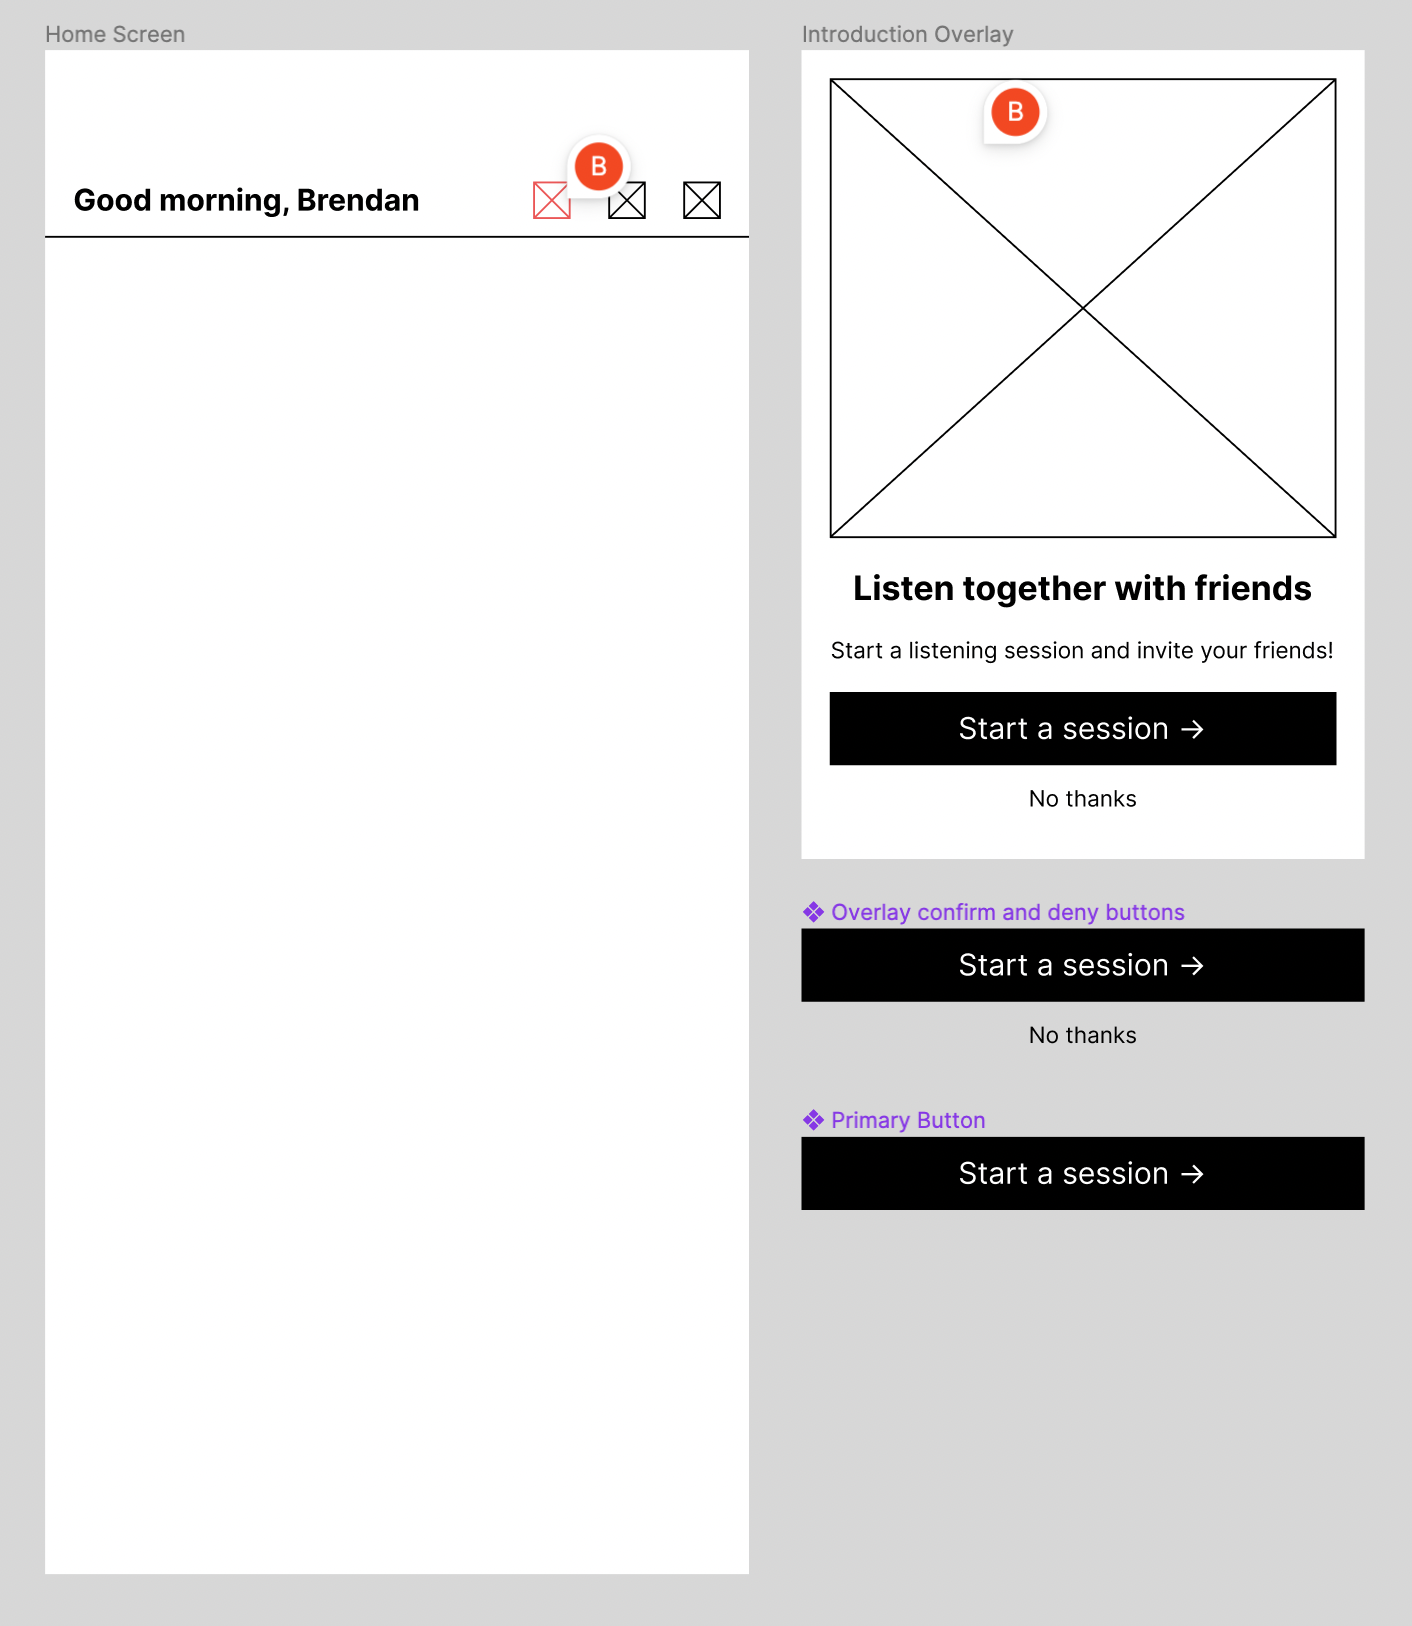 Home Screen
B
Good morning, Brendan
Introduction Overlay
B
Listen together with friends
Start a listening session and invite your friends!
Start a session →
No thanks
Overlay confirm and deny buttons
Start a session →
No thanks
Primary Button
Start a session →